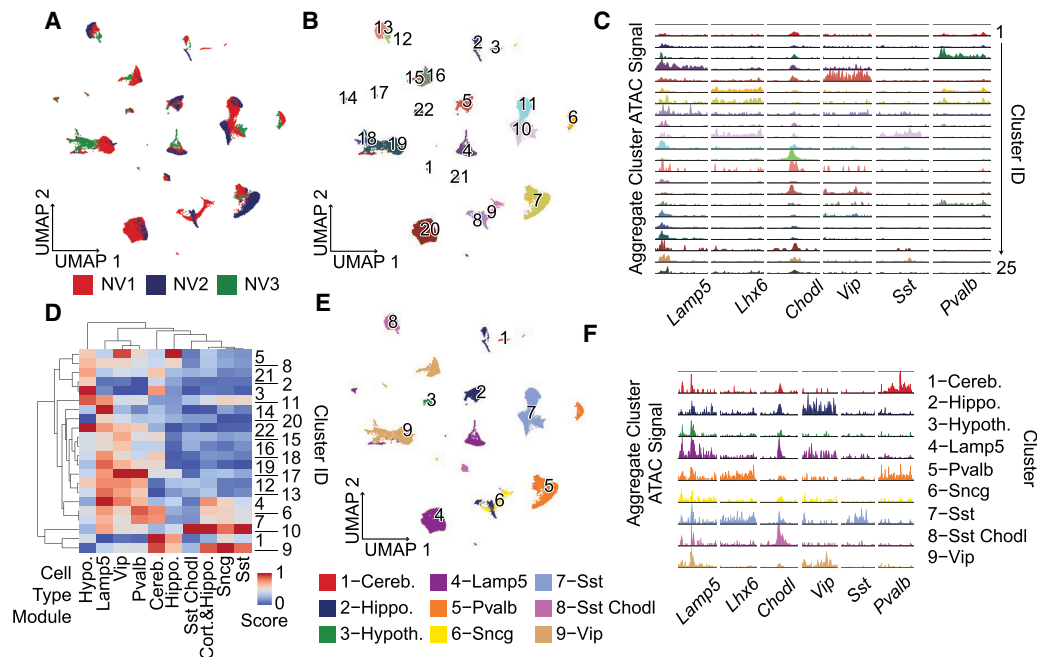 A
UMAP 2
UMAP 1
NV1 NV2 NV3
B
13
12
2
3
15 16
14 17
22
5
11
10
6
18 19
4
1
21
7
8 9
20
UMAP 2
UMAP 1
C
Aggregate Cluster ATAC Signal
1
Cluster ID
25
Lamp5 Lhx6 Chodl Vip Sst Pvalb
D
5
8
21
2
3
11
14
20
22
15
16
18
19
17
12
13
4
6
7
10
1
9
Cluster ID
Cell
Type
Module
Hypo. Lamp5 Vip Pvalb Cereb. Hippo. Sst Chodl Cort.&Hippo. Sncg Sst
1
0
Score
E
8
1
2
3
7
9
5
6
4
UMAP 2
UMAP 1
1−Cereb. 4−Lamp5 7−Sst
2−Hippo. 5−Pvalb 8−Sst Chodl
3−Hypoth. 6−Sncg 9−Vip
F
Aggregate Cluster
ATAC Signal
1−Cereb.
2−Hippo.
3−Hypoth.
4−Lamp5
5−Pvalb
6−Sncg
7−Sst
8−Sst Chodl
9−Vip
Cluster
Lamp5 Lhx6 Chodl Vip Sst Pvalb